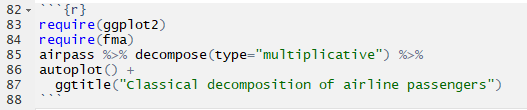 82 ```{r}
83 require(ggplot2)
84 require(fma)
85 airpass %>% decompose(type="multiplicative") %>%
86 autoplot() +
87   ggtitle("Classical decomposition of airline passengers")
88 ```